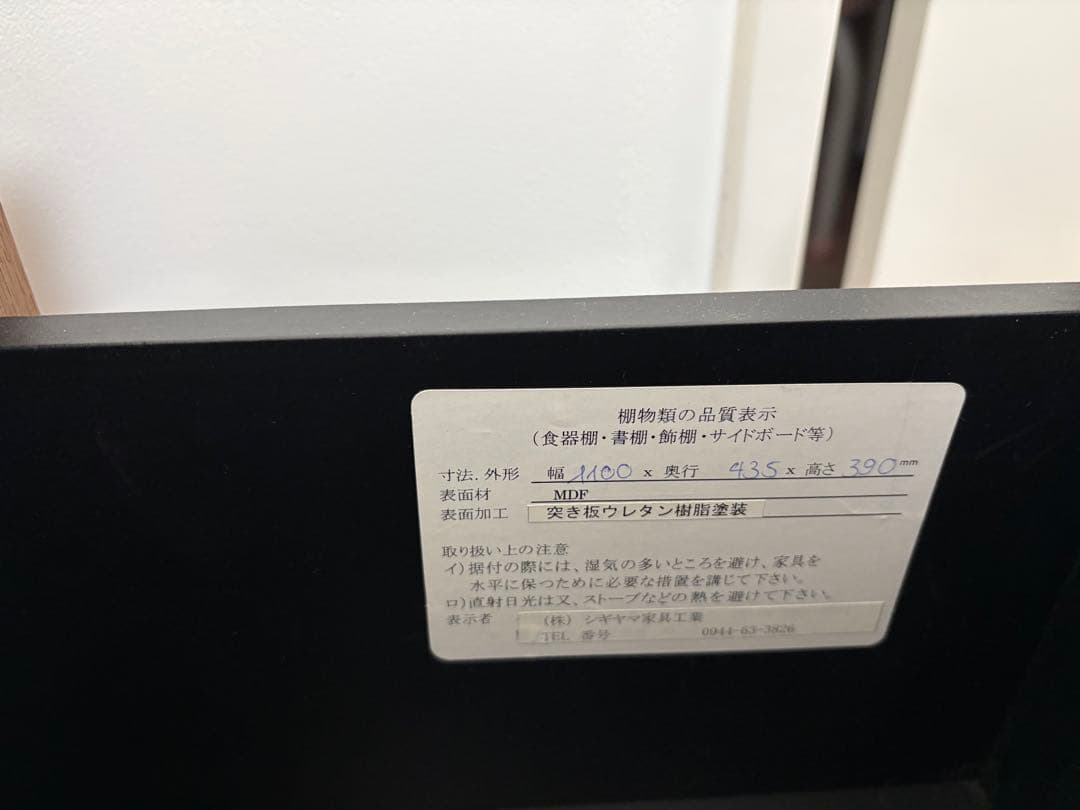 棚物類の品質表示
（食器棚・書棚・飾棚・サイドボード等）
寸法．外形 幅 1100 x 奥行 435 x 高さ 390 mm
表面材 MDF
表面加工 突き板ウレタン樹脂塗装
取り扱い上の注意
イ）据付の際には、湿気の多いところを避け、家具を
水平に保つために必要な措置を講じて下さい。
ロ）直射日光は又、ストーブなどの熱を避けて下さい。
表示者 （株） シギヤマ家具工業
TEL 番号 0944-63-3826